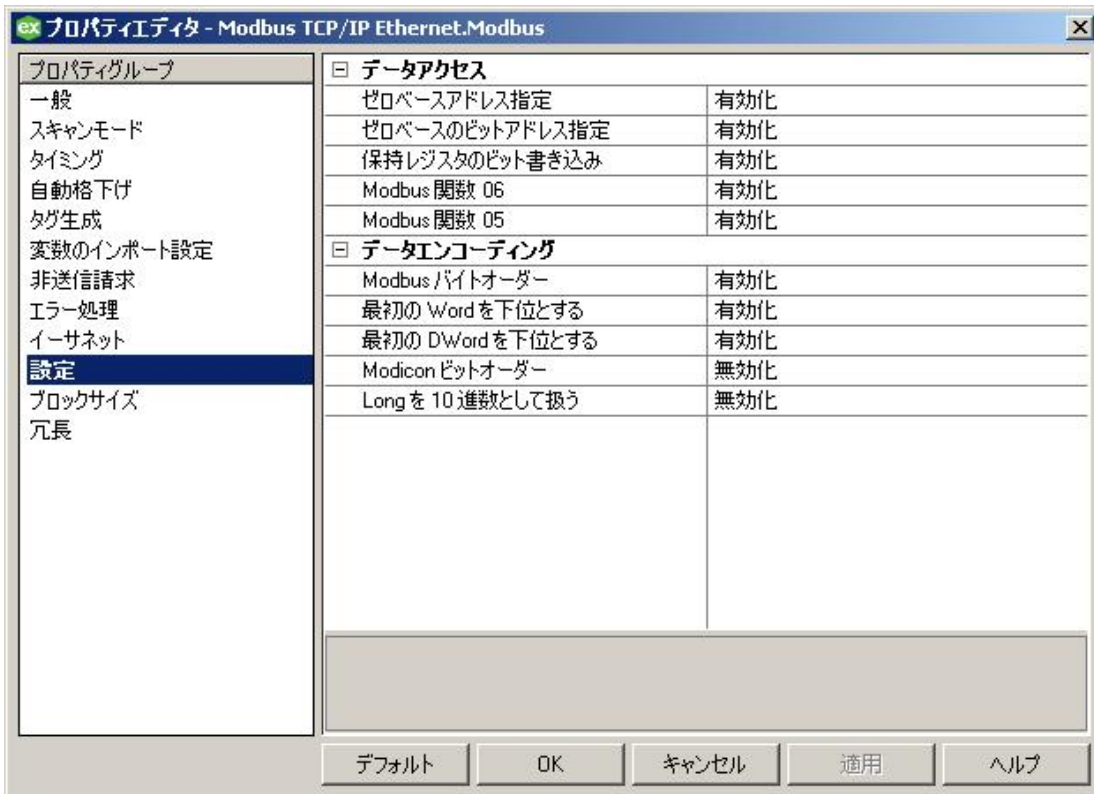 ex プロパティエディタ - Modbus TCP/IP Ethernet.Modbus
プロパティグループ
一般
スキャンモード
タイミング
自動格下げ
タグ生成
変数のインポート設定
非送信請求
エラー処理
イーサネット
設定
ブロックサイズ
冗長
データアクセス
ゼロベースアドレス指定 有効化
ゼロベースのビットアドレス指定 有効化
保持レジスタのビット書き込み 有効化
Modbus 関数 06 有効化
Modbus 関数 05 有効化
データエンコーディング
Modbus バイトオーダー 有効化
最初の Word を下位とする 有効化
最初の DWord を下位とする 有効化
Modicon ビットオーダー 無効化
Long を 10 進数として扱う 無効化
デフォルト OK キャンセル 適用 ヘルプ